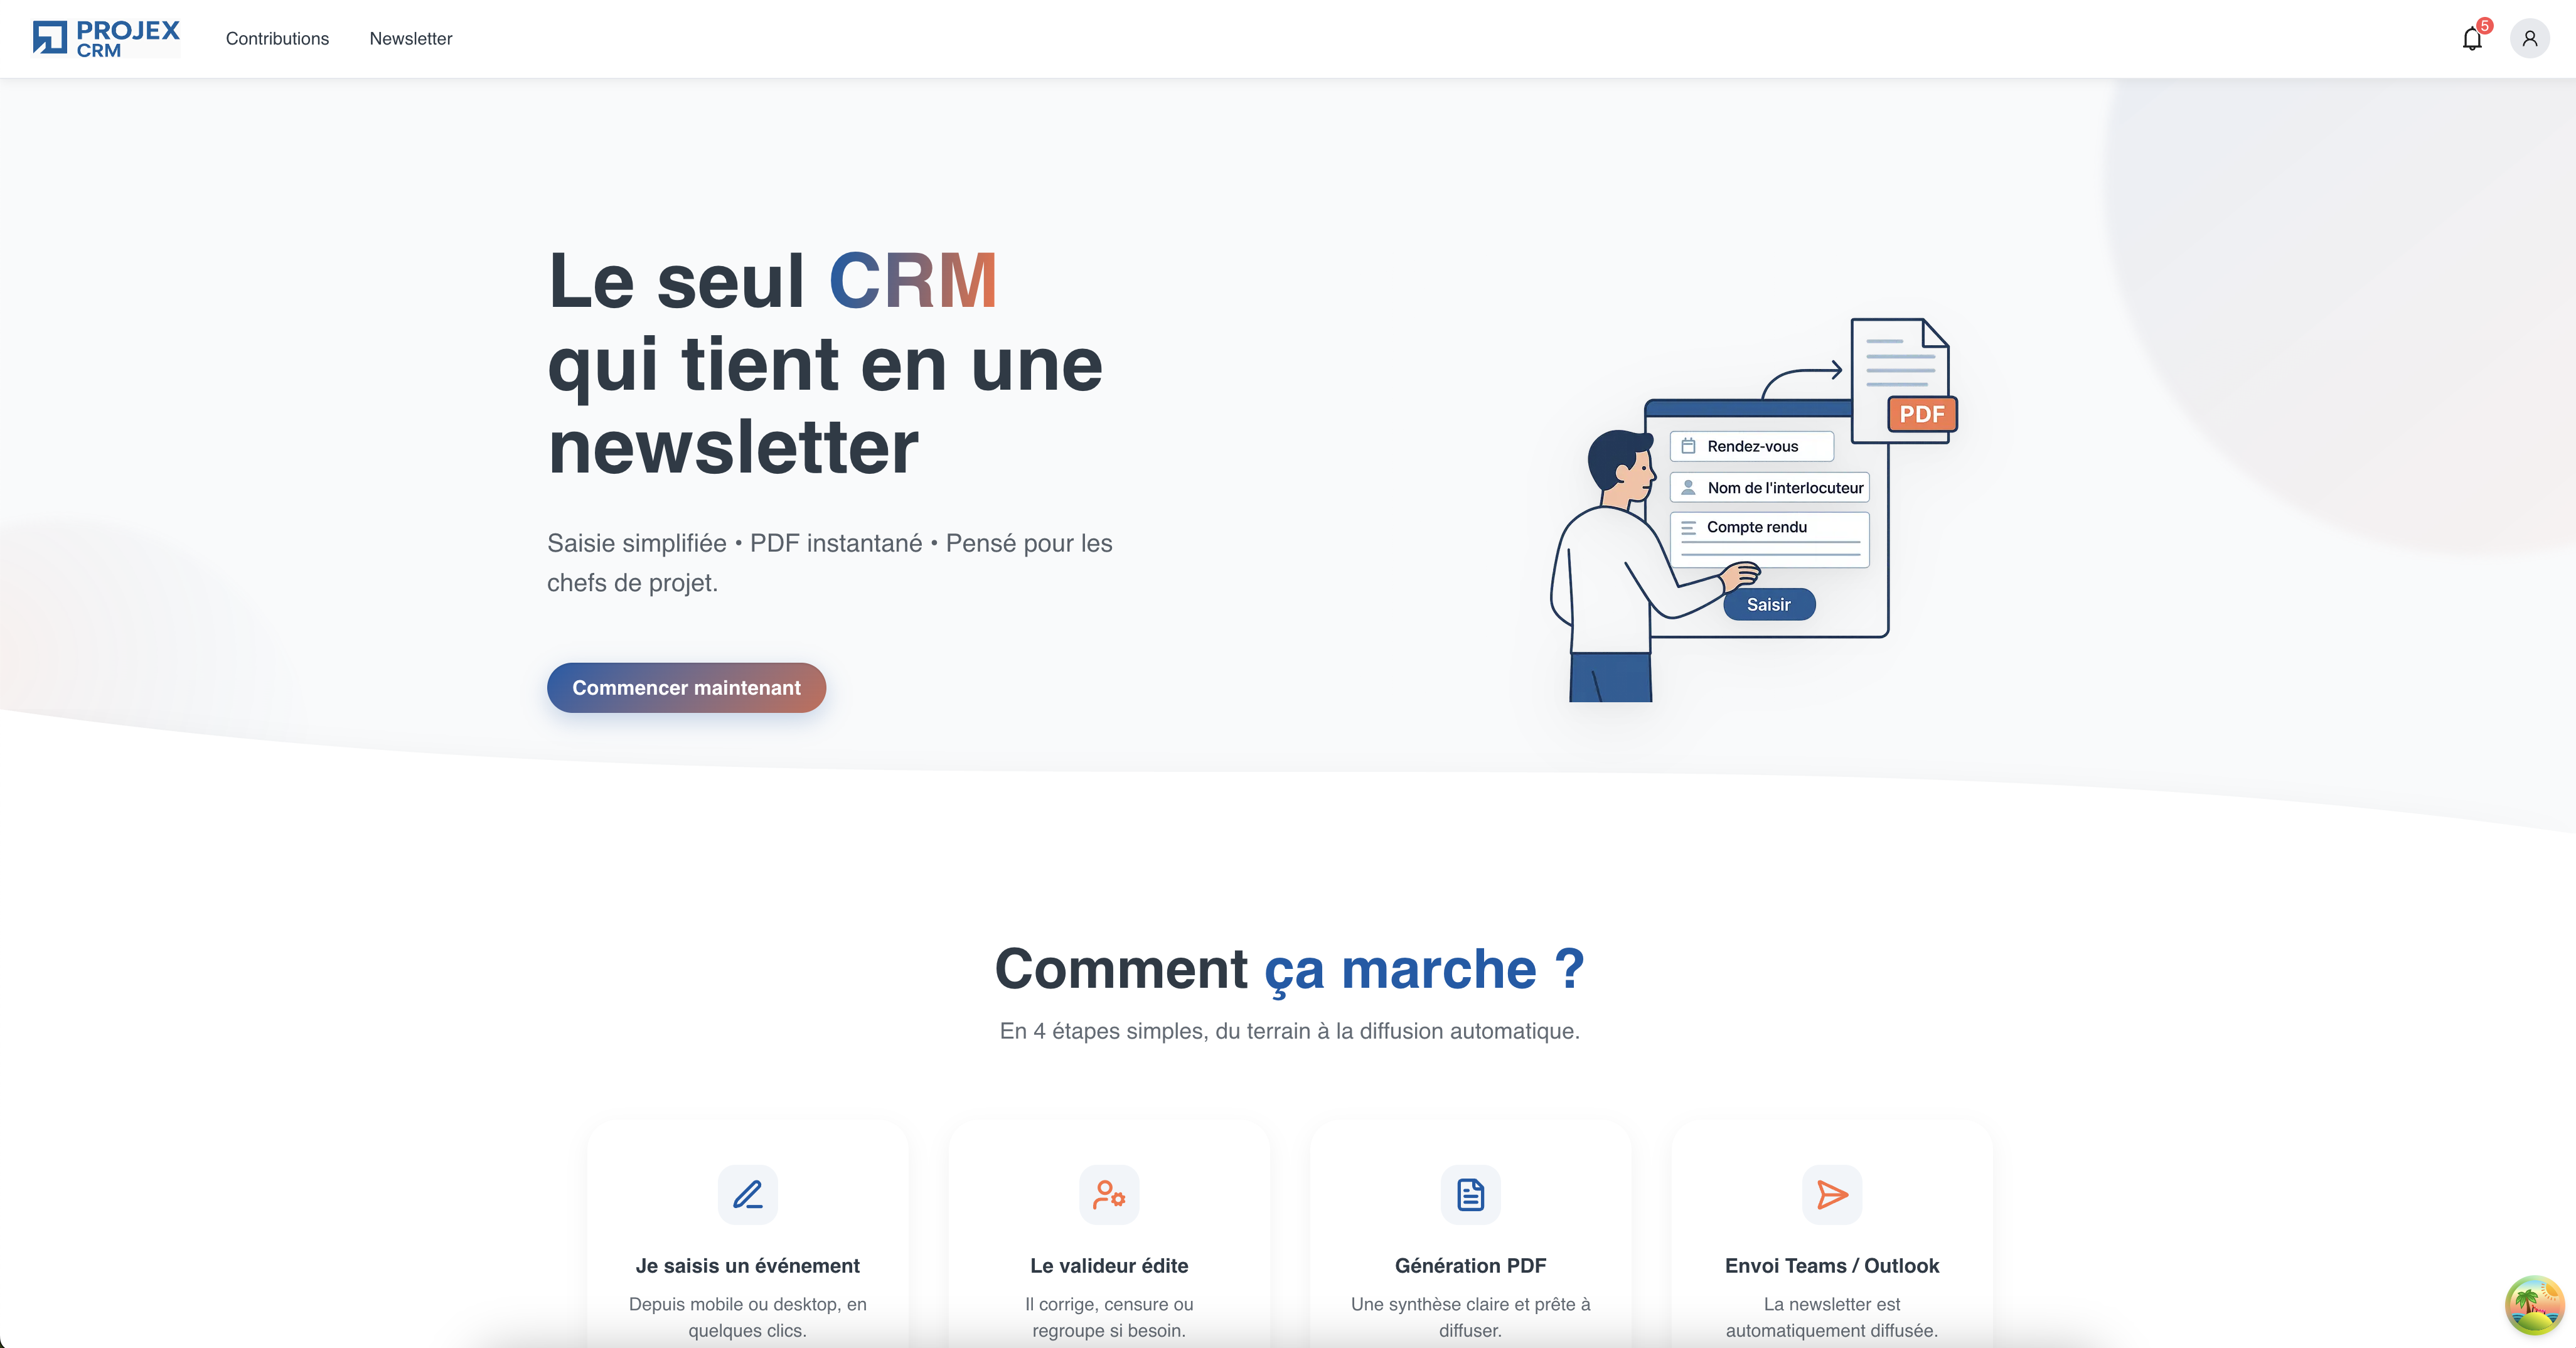 PROJEX
CRM
Contributions
Newsletter
5
Le seul CRM
qui tient en une
newsletter
Saisie simplifiée • PDF instantané • Pensé pour les
chefs de projet.
Commencer maintenant
PDF
Rendez-vous
Nom de l'interlocuteur
Compte rendu
Saisir
Comment ça marche ?
En 4 étapes simples, du terrain à la diffusion automatique.
Je saisis un événement
Depuis mobile ou desktop, en
quelques clics.
Le valideur édite
Il corrige, censure ou
regroupe si besoin.
Génération PDF
Une synthèse claire et prête à
diffuser.
Envoi Teams / Outlook
La newsletter est
automatiquement diffusée.